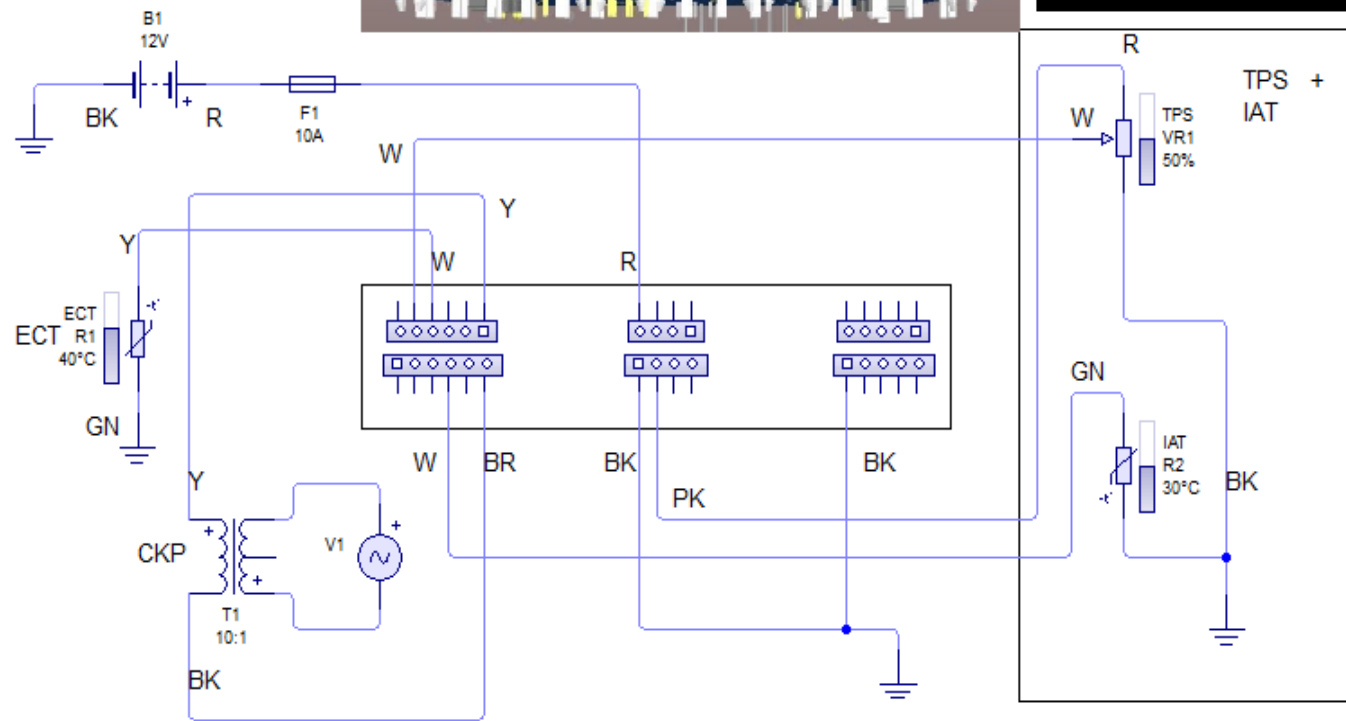 B1
12V
BK
R
F1
10A
R
TPS +
IAT
W
W
TPS
VR1
50%
Y
Y
W
R
ECT
ECT
R1
40°C
-t°
GN
GN
W
BR
BK
BK
PK
IAT
R2
30°C
-t°
BK
Y
CKP
V1
T1
10:1
BK